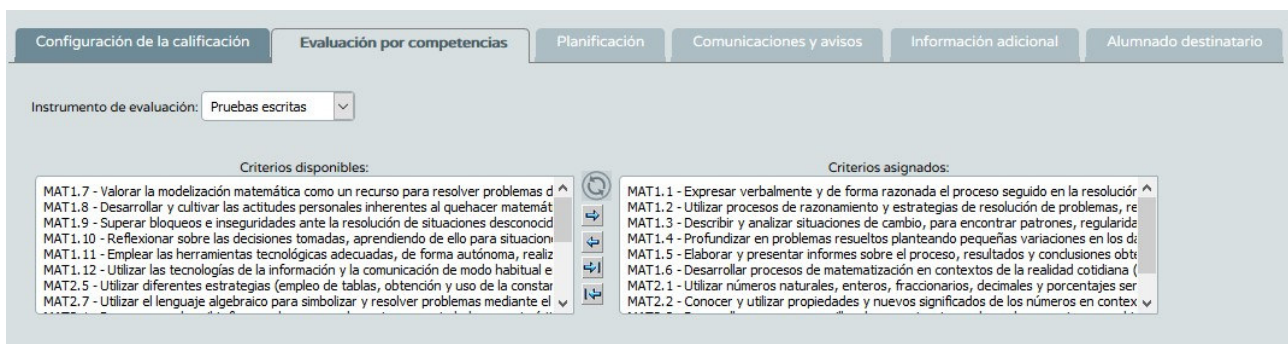 Configuración de la calificación
Evaluación por competencias
Planificación
Comunicaciones y avisos
Información adicional
Alumnado destinatario
Instrumento de evaluación: Pruebas escritas
Criterios disponibles:
MAT1.7 - Valorar la modelización matemática como un recurso para resolver problemas d
MAT1.8 - Desarrollar y cultivar las actitudes personales inherentes al quehacer matemát
MAT1.9 - Superar bloqueos e inseguridades ante la resolución de situaciones desconocid
MAT1.10 - Reflexionar sobre las decisiones tomadas, aprendiendo de ello para situacione
MAT1.11 - Emplear las herramientas tecnológicas adecuadas, de forma autónoma, realiz
MAT1.12 - Utilizar las tecnologías de la información y la comunicación de modo habitual e
MAT2.5 - Utilizar diferentes estrategias (empleo de tablas, obtención y uso de la constan
MAT2.7 - Utilizar el lenguaje algebraico para simbolizar y resolver problemas mediante el
Criterios asignados:
MAT1.1 - Expresar verbalmente y de forma razonada el proceso seguido en la resolución
MAT1.2 - Utilizar procesos de razonamiento y estrategias de resolución de problemas, re
MAT1.3 - Describir y analizar situaciones de cambio, para encontrar patrones, regularida
MAT1.4 - Profundizar en problemas resueltos planteando pequeñas variaciones en los da
MAT1.5 - Elaborar y presentar informes sobre el proceso, resultados y conclusiones obte
MAT1.6 - Desarrollar procesos de matematización en contextos de la realidad cotidiana (
MAT2.1 - Utilizar números naturales, enteros, fraccionarios, decimales y porcentajes sen
MAT2.2 - Conocer y utilizar propiedades y nuevos significados de los números en contex